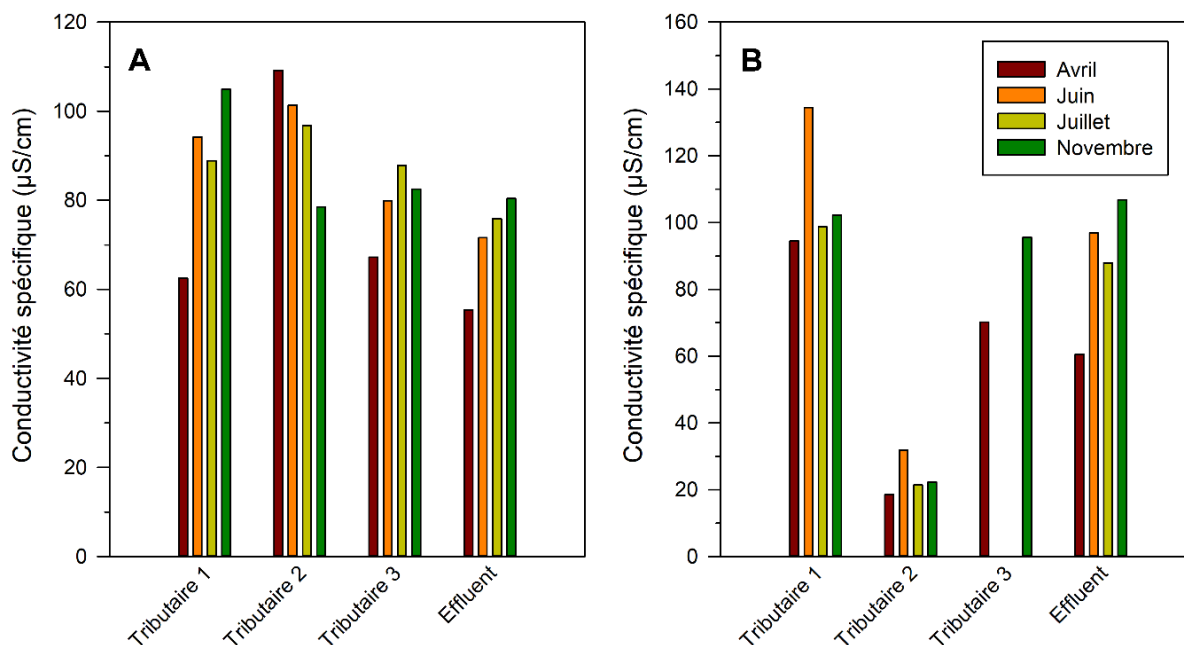 A
Conductivité spécifique (µS/cm)
120
100
80
60
40
20
0
Tributaire 1
Tributaire 2
Tributaire 3
Effluent
B
Conductivité spécifique (µS/cm)
160
140
120
100
80
60
40
20
0
Avril
Juin
Juillet
Novembre
Tributaire 1
Tributaire 2
Tributaire 3
Effluent